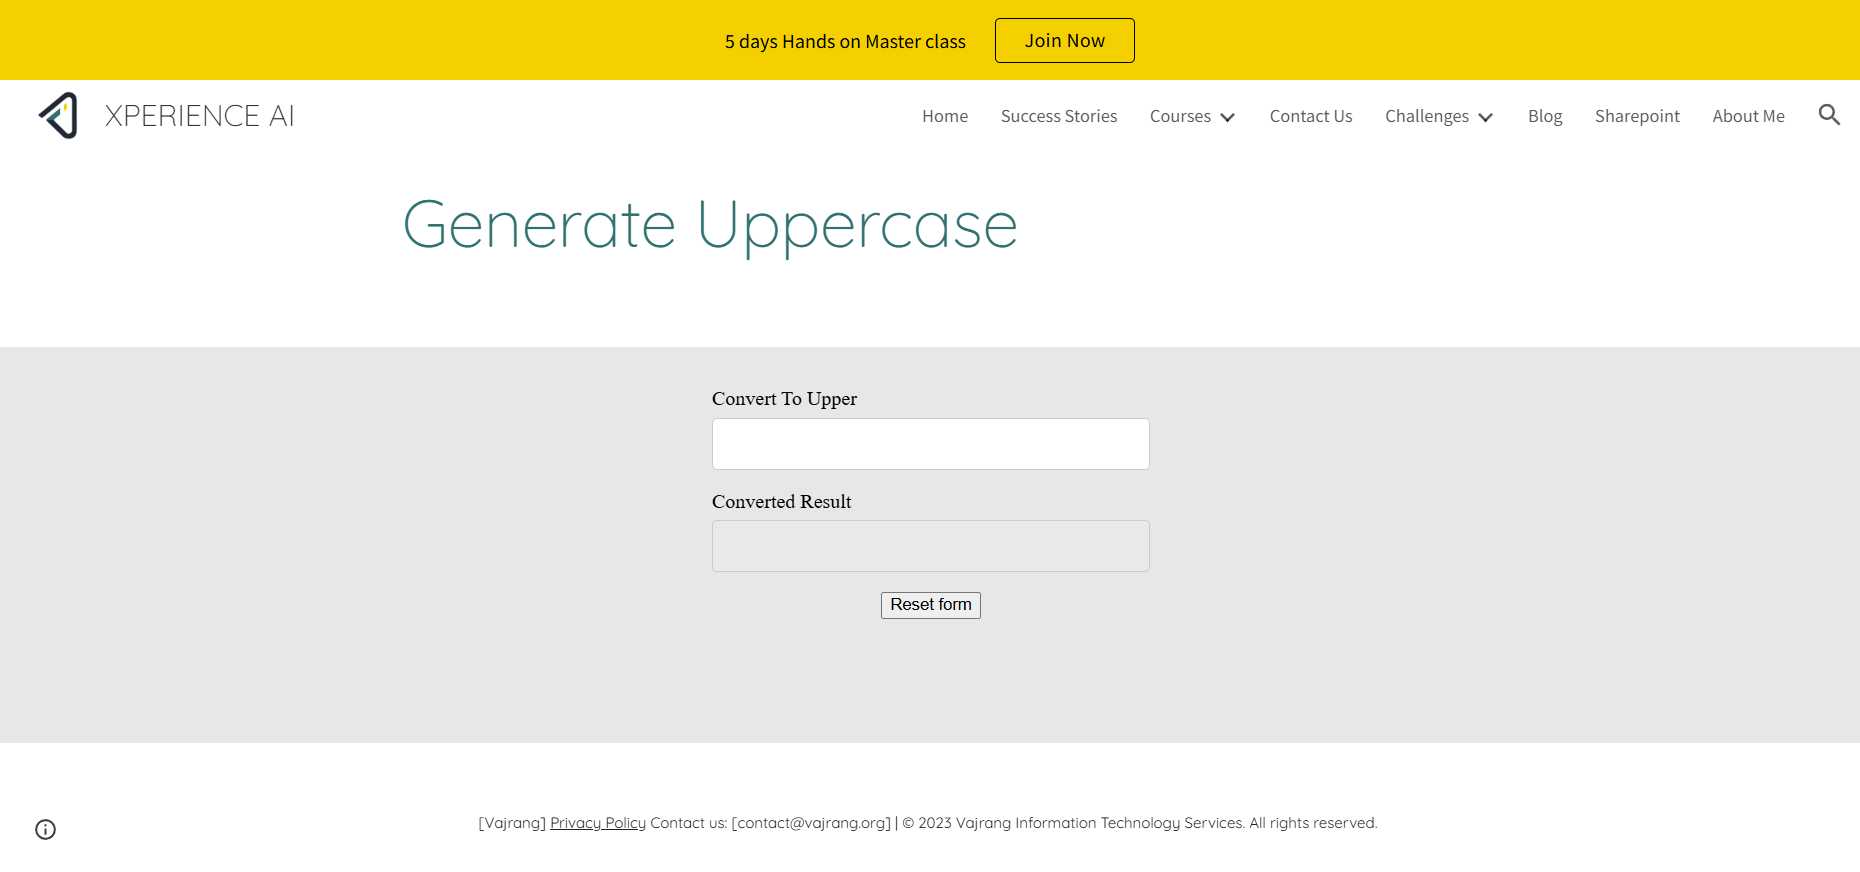 5 days Hands on Master class Join Now
XPERIENCE AI Home Success Stories Courses Contact Us Challenges Blog Sharepoint About Me
Generate Uppercase
Convert To Upper
Converted Result
Reset form
[Vajrang] Privacy Policy Contact us: [contact@vajrang.org] | © 2023 Vajrang Information Technology Services. All rights reserved.